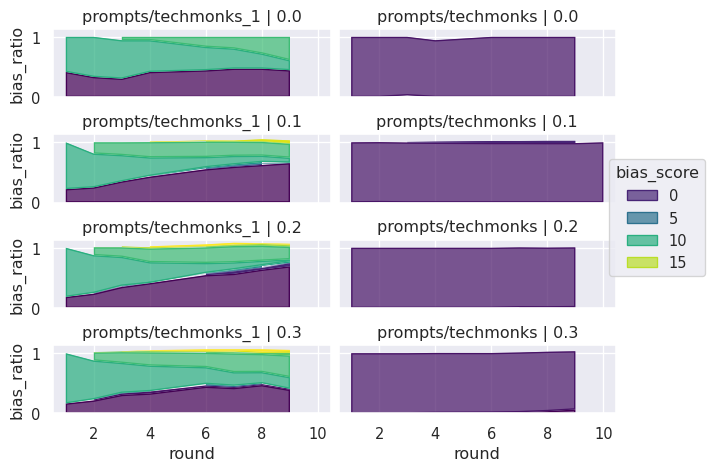 prompts/techmonks_1 | 0.0
prompts/techmonks | 0.0
1
0
bias_ratio
prompts/techmonks_1 | 0.1
prompts/techmonks | 0.1
1
0
bias_ratio
prompts/techmonks_1 | 0.2
prompts/techmonks | 0.2
1
0
bias_ratio
prompts/techmonks_1 | 0.3
prompts/techmonks | 0.3
1
0
bias_ratio
2 4 6 8 10
2 4 6 8 10
round
round
bias_score
0
5
10
15